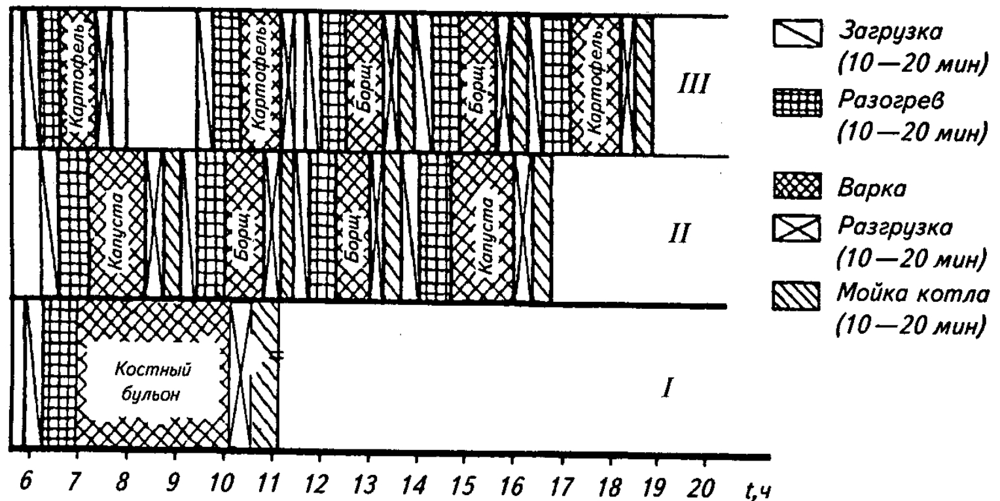 Картофель
Картофель
Борщ
Борщ
Картофель
III
Капуста
Борщ
Борщ
Капуста
II
Костный
бульон
I
6 7 8 9 10 11 12 13 14 15 16 17 18 19 20 t,ч
Загрузка
(10—20 мин)
Разогрев
(10—20 мин)
Варка
Разгрузка
(10—20 мин)
Мойка котла
(10—20 мин)